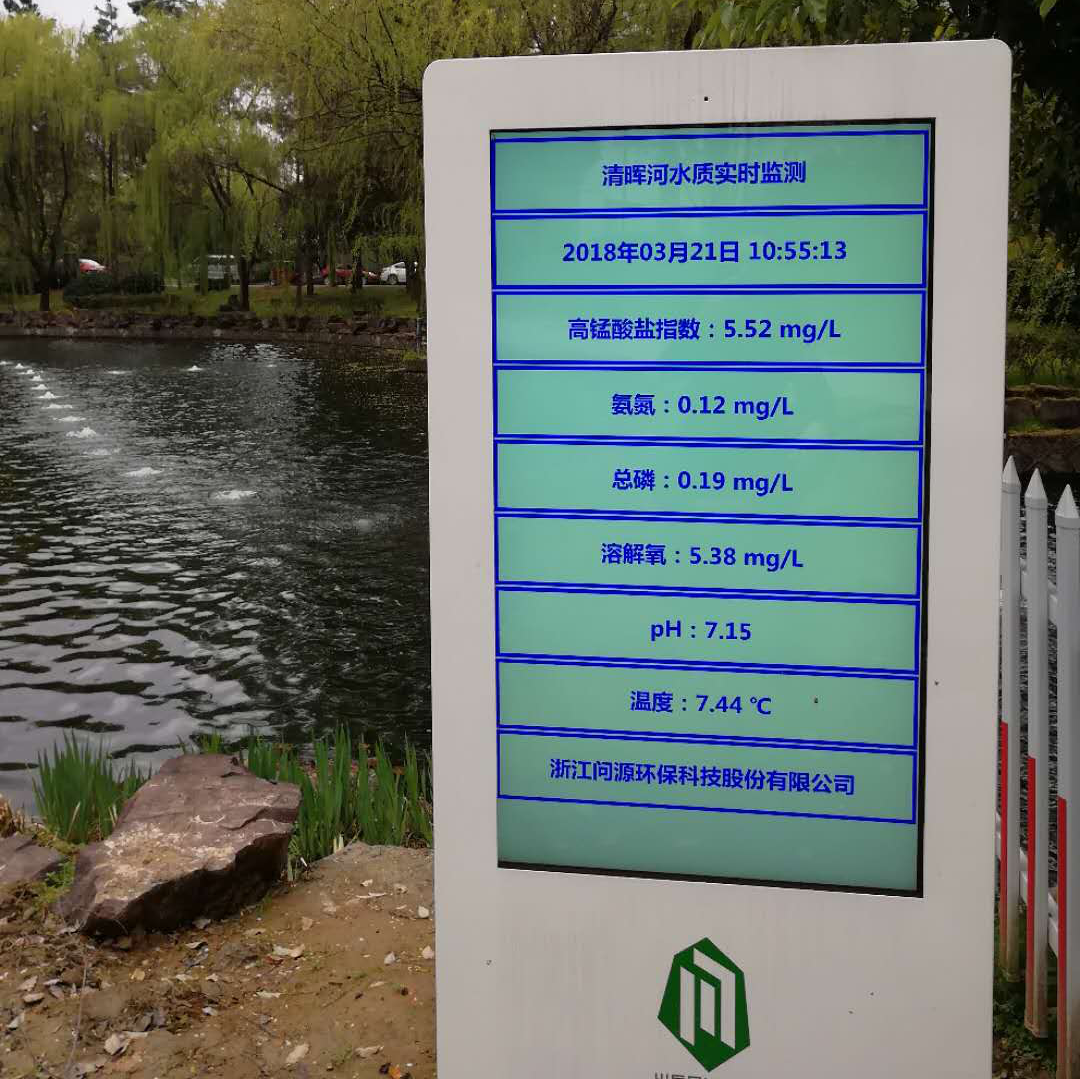 清晖河水质实时监测
2018年03月21日 10:55:13
高锰酸盐指数：5.52 mg/L
氨氮：0.12 mg/L
总磷：0.19 mg/L
溶解氧：5.38 mg/L
pH：7.15
温度：7.44 ℃
浙江问源环保科技股份有限公司